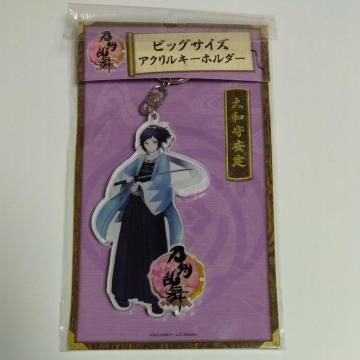 刀剣乱舞
ビッグサイズ
アクリルキーホルダー
大和守安定
刀剣乱舞